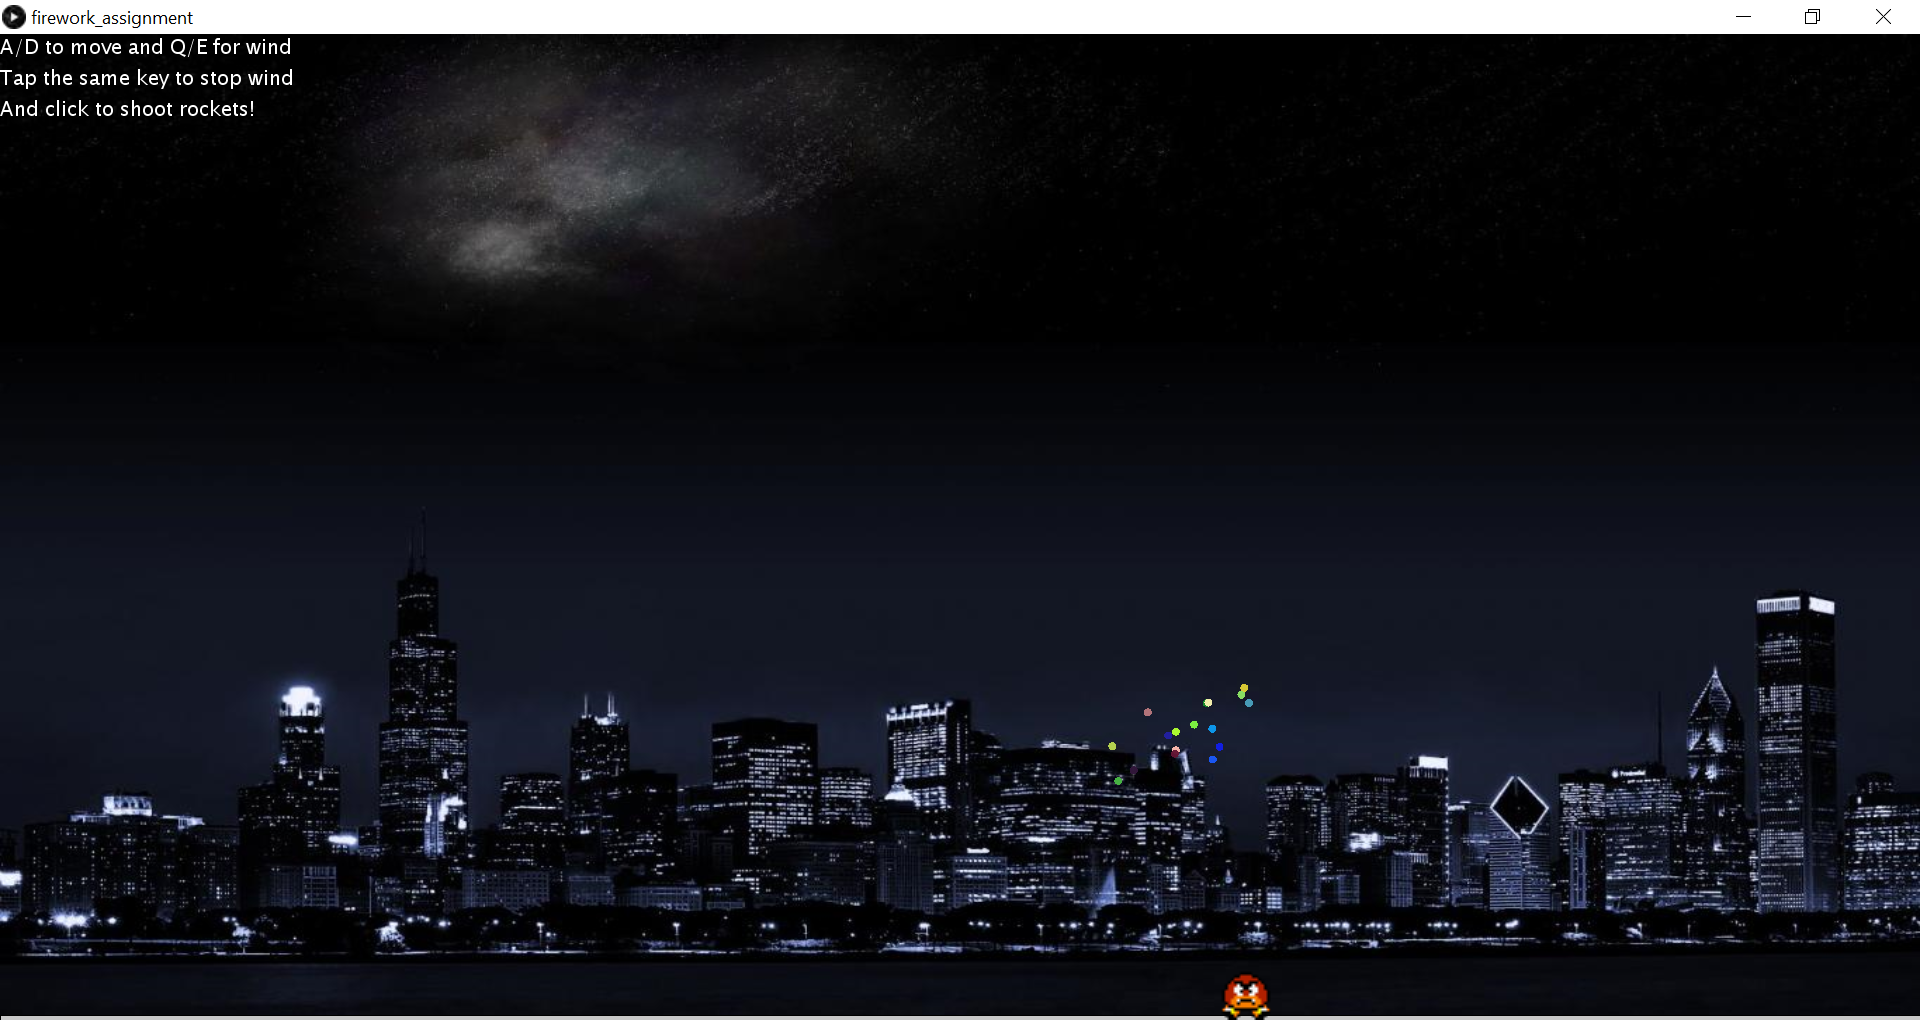 firework_assignment
A/D to move and Q/E for wind
Tap the same key to stop wind
And click to shoot rockets!